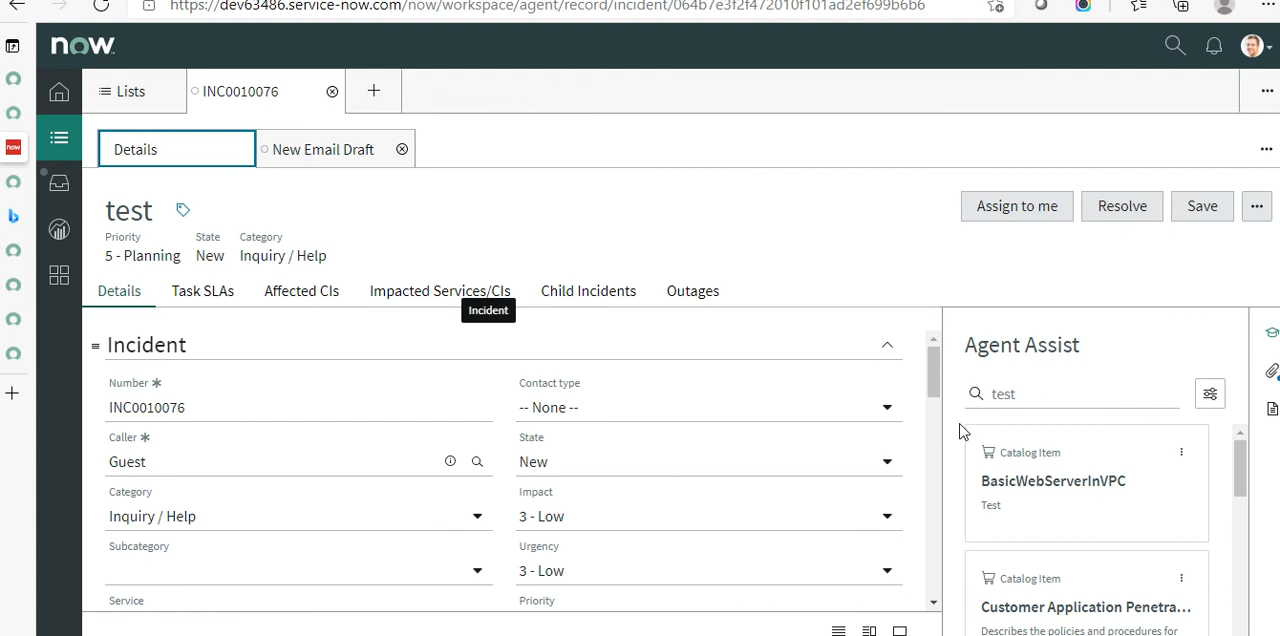 https://dev63486.service-now.com/now/workspace/agent/record/incident/064b7e3f2f472010f101ad2ef699b6b6
now.
Lists
INC0010076
Details
New Email Draft
test
Assign to me
Resolve
Save
Priority
State
Category
5 - Planning
New
Inquiry / Help
Details
Task SLAs
Affected CIs
Impacted Services/CIs
Child Incidents
Outages
Incident
Incident
Number
Contact type
INC0010076
-- None --
Caller
State
Guest
New
Category
Impact
Inquiry / Help
3 - Low
Subcategory
Urgency
3 - Low
Service
Priority
Agent Assist
test
Catalog Item
BasicWebServerInVPC
Test
Catalog Item
Customer Application Penetra...
Describes the policies and procedures for
now